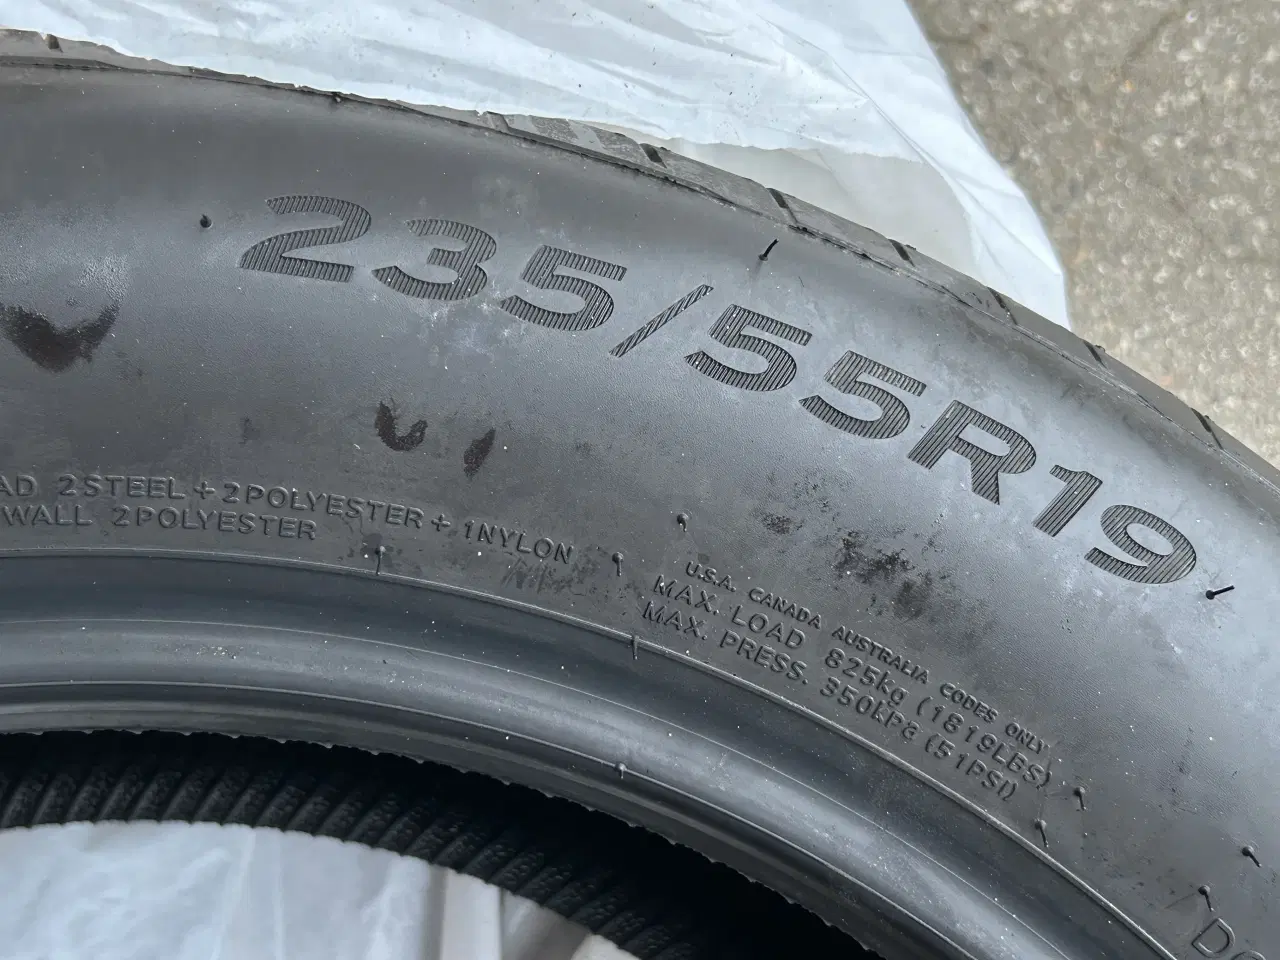 235/55R19
AD 2STEEL+2POLYESTER+1NYLON
WALL 2POLYESTER
U.S.A. CANADA AUSTRALIA CODES ONLY
MAX. LOAD 825kg (1819LBS)
MAX. PRESS. 350kPa (51PSI)